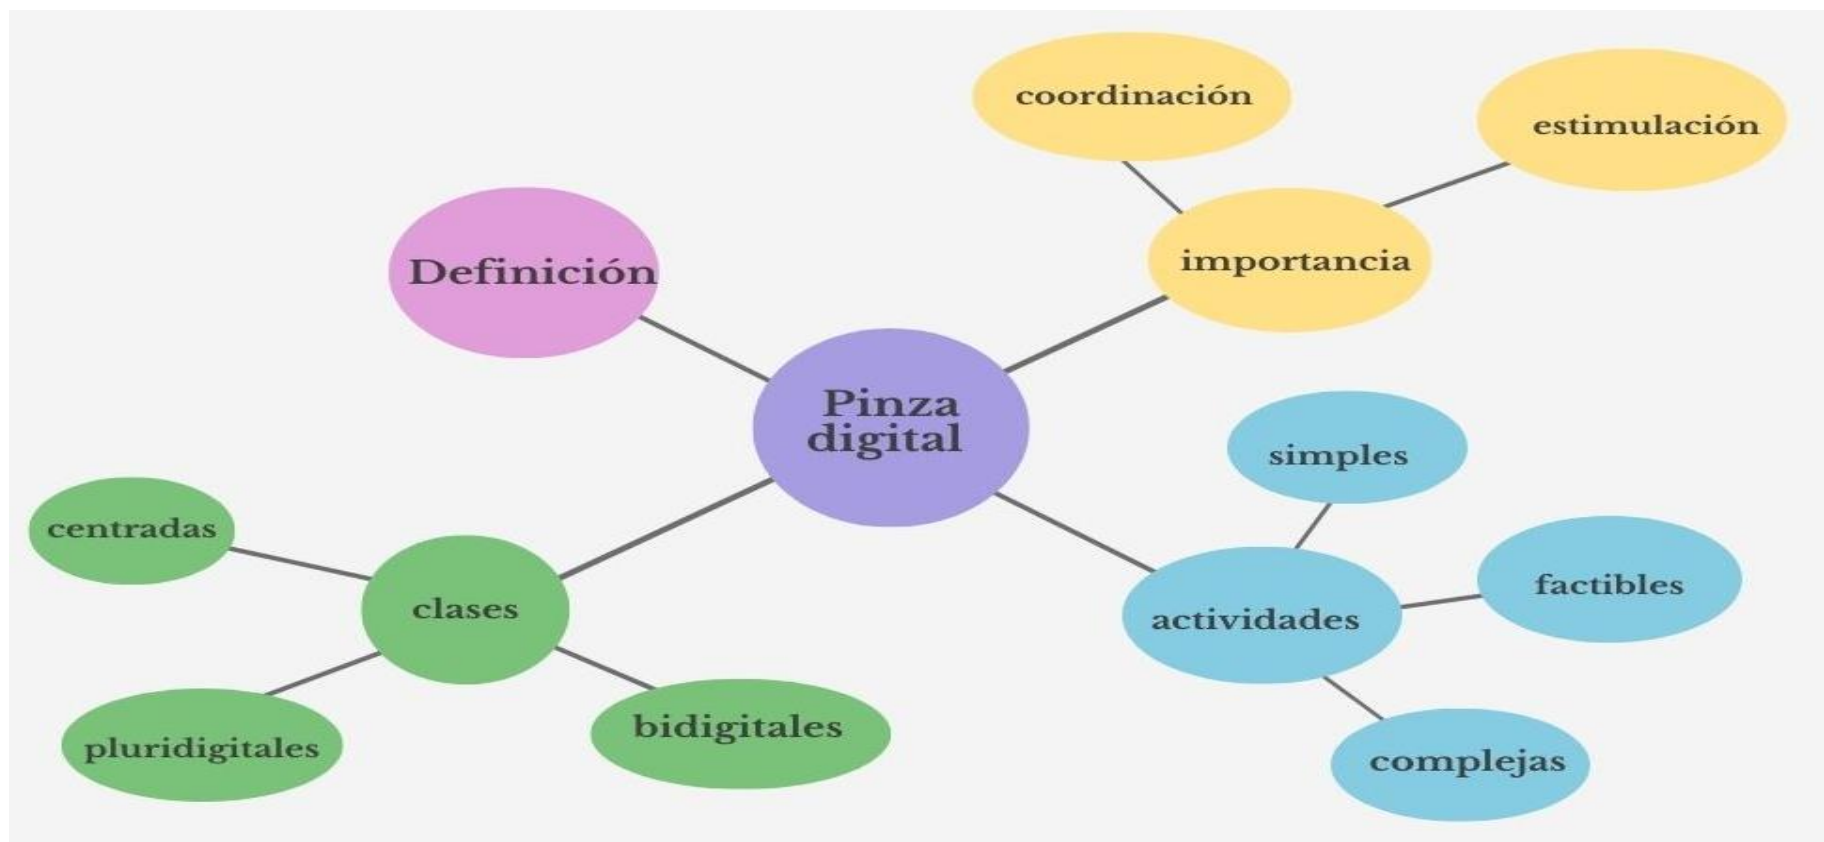 coordinación
estimulación
importancia
Definición
Pinza
digital
simples
factibles
actividades
complejas
centradas
clases
pluridigitales
bidigitales